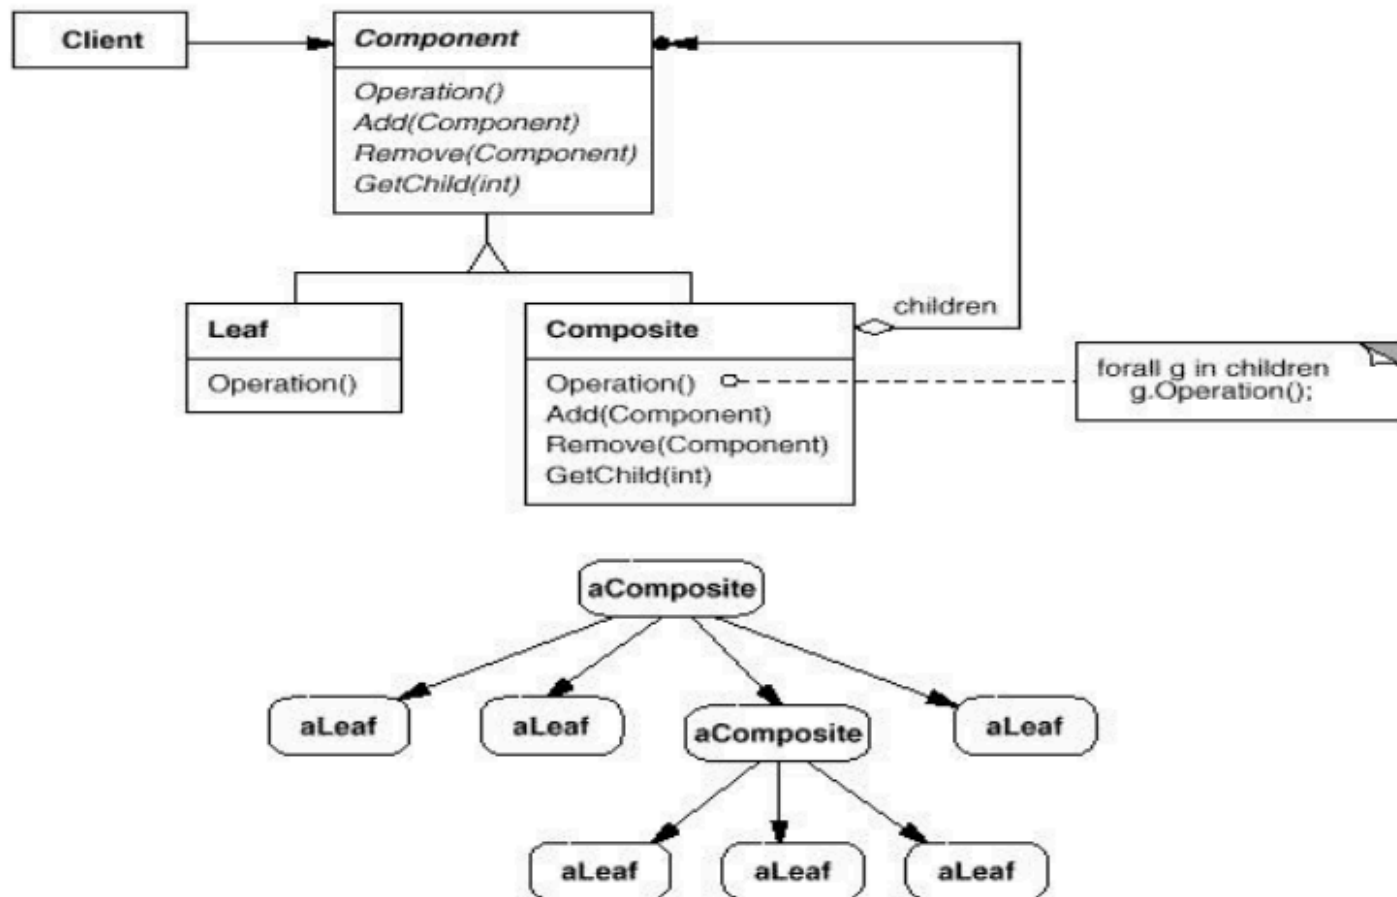 Client
Component
Operation()
Add(Component)
Remove(Component)
GetChild(int)
children
Leaf
Operation()
Composite
Operation()
Add(Component)
Remove(Component)
GetChild(int)
forall g in children
g.Operation();
aComposite
aLeaf
aLeaf
aComposite
aLeaf
aLeaf
aLeaf
aLeaf